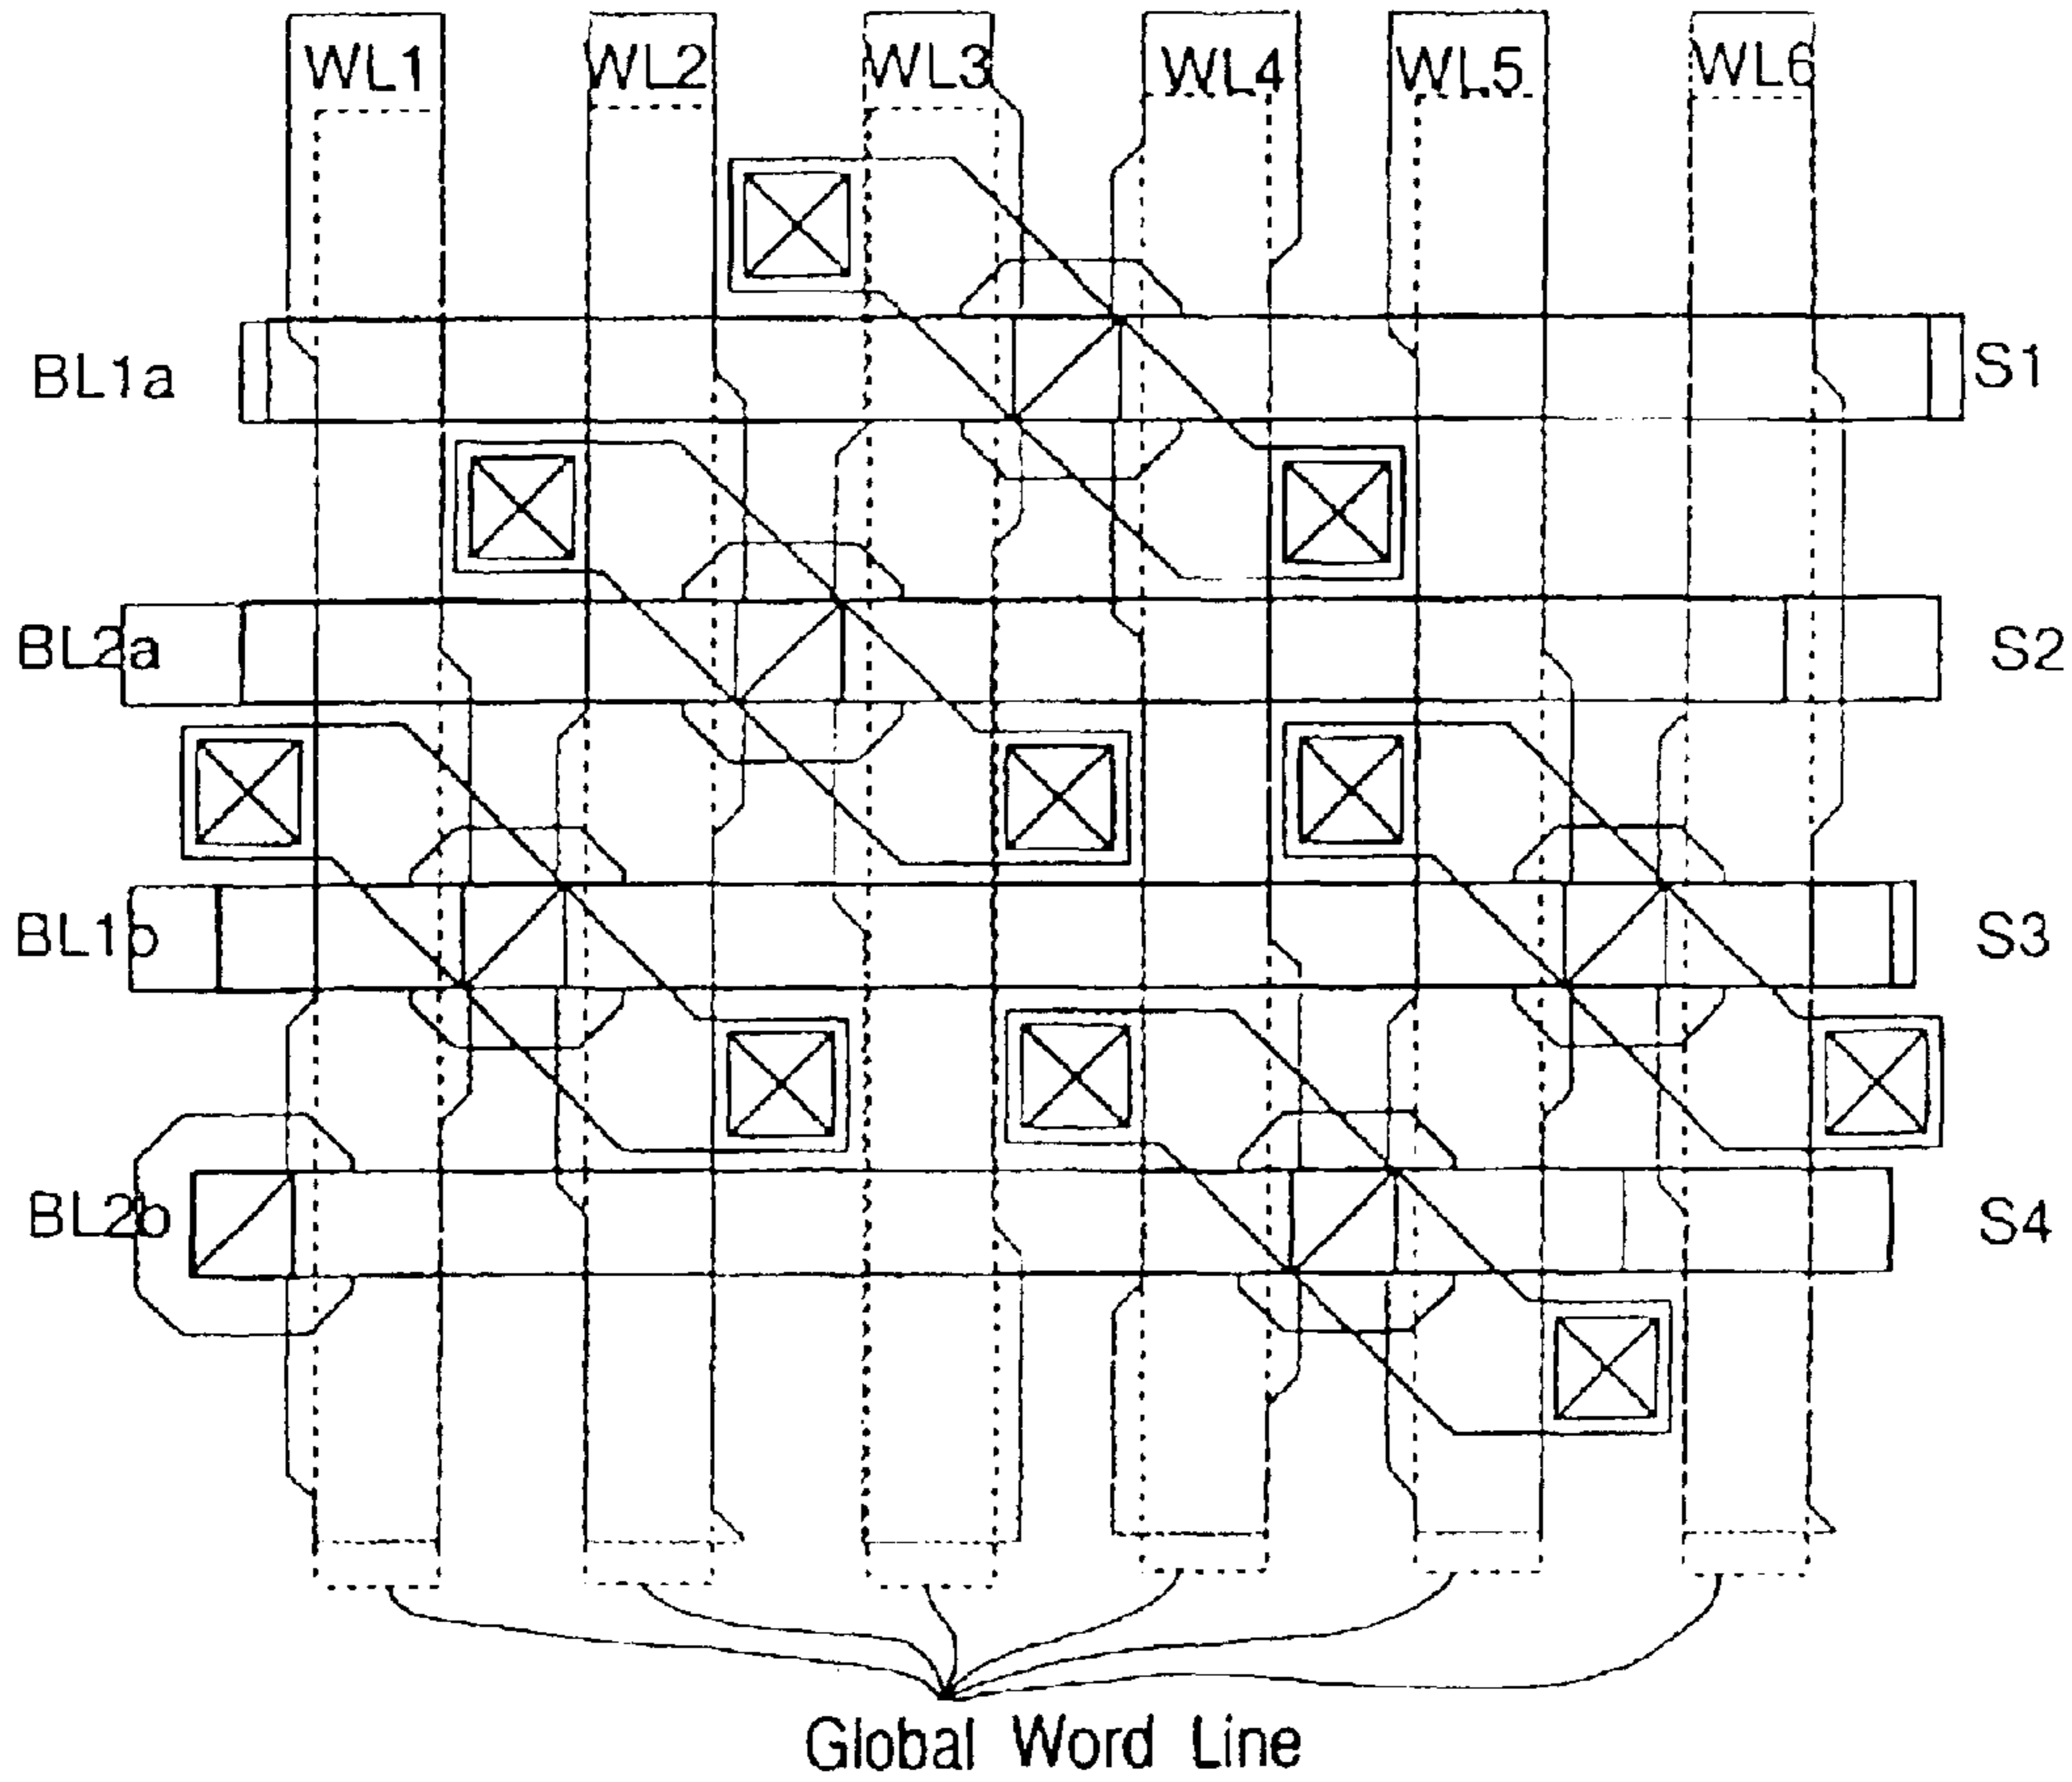 WL1 WL2 WL3 WL4 WL5 WL6
BL1a S1
BL2a S2
BL1b S3
BL2b S4
Global Word Line